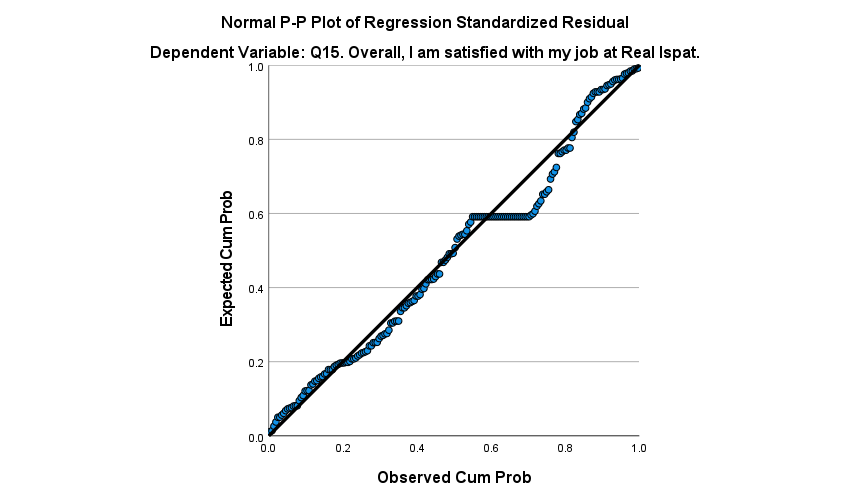 Normal P-P Plot of Regression Standardized Residual
Dependent Variable: Q15. Overall, I am satisfied with my job at Real Ispat.
1.0
0.8
0.6
0.4
0.2
0.0
Expected Cum Prob
0.0 0.2 0.4 0.6 0.8 1.0
Observed Cum Prob